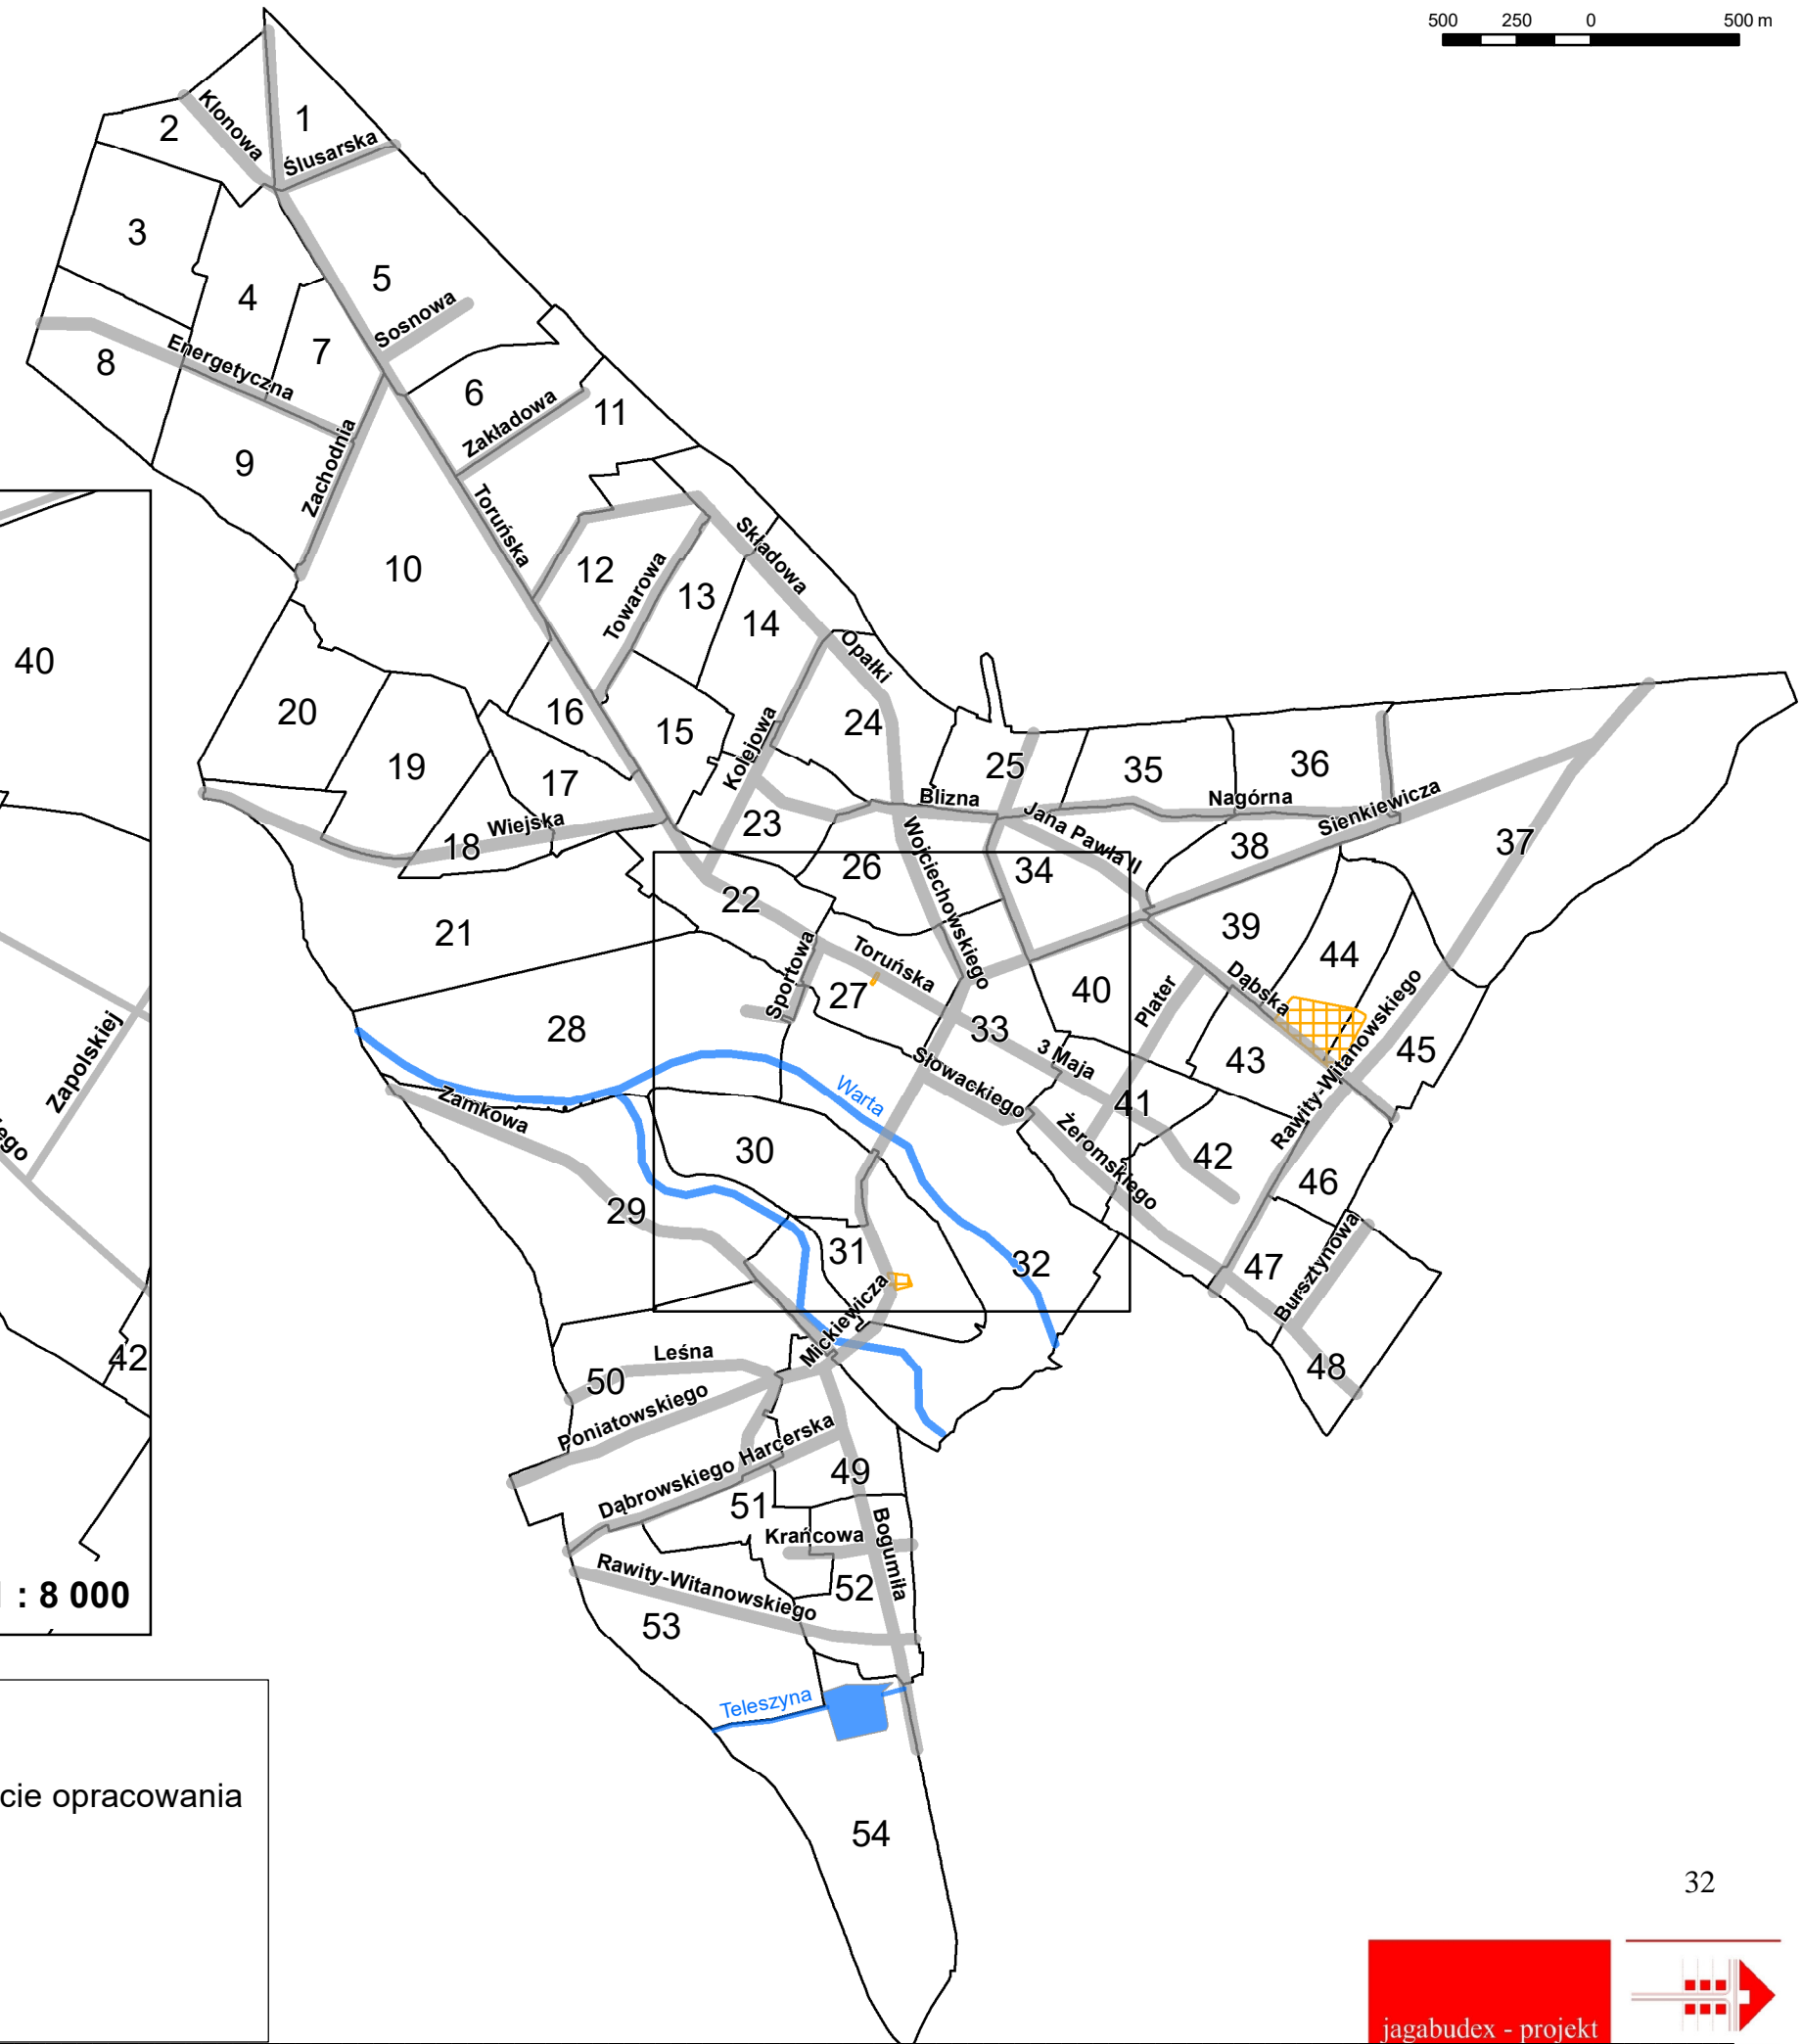 500 250 0 500 m
1
2
Klonowa
Ślusarska
3
4
5
Sosnowa
7
8
Energetyczna
6
Zakładowa
11
9
Zachodnia
Toruńska
10
12
Towarowa
13
Składowa
14
Opałki
20
19
16
15
Kolejowa
24
17
Wiejska
18
23
25
Blizna
35
36
Nagórna
Jana Pawła II
Sienkiewicza
37
38
26
Wojciechowskiego
34
22
21
Sportowa
Toruńska
27
40
Plater
39
Dąbska
44
28
33
3 Maja
43
Rawity-Witanowskiego
45
Słowackiego
Warta
Zamkowa
41
Żeromskiego
42
30
29
46
31
32
47
Bursztynowa
Mickiewicza
48
Leśna
50
Poniatowskiego
Harcerska
Dąbrowskiego
49
51
Krańcowa
Bogumiła
Rawity-Witanowskiego
52
53
Teleszyna
54
40
Zapolskiej
ego
42
: 8 000
cie opracowania
32
jagabudex - projekt